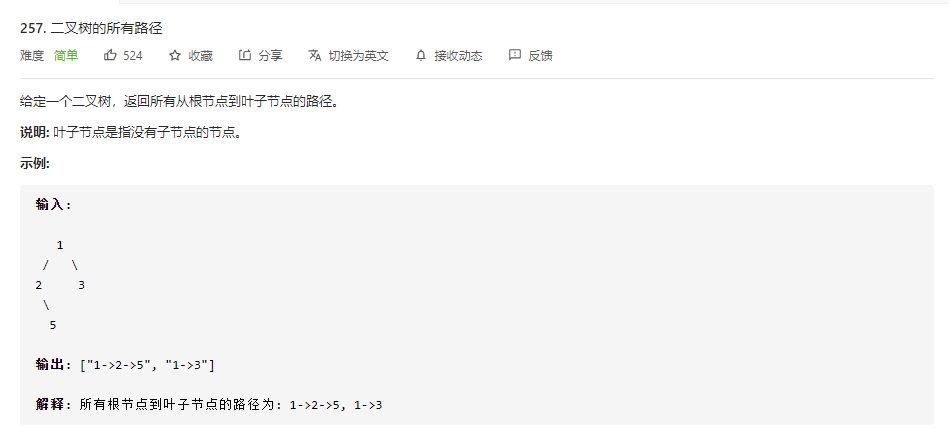 257. 二叉树的所有路径
难度 简单 524 收藏 分享 切换为英文 接收动态 反馈
给定一个二叉树，返回所有从根节点到叶子节点的路径。
说明: 叶子节点是指没有子节点的节点。
示例:
输入:
1
/ \
2 3
\
5
输出: ["1->2->5", "1->3"]
解释: 所有根节点到叶子节点的路径为: 1->2->5, 1->3